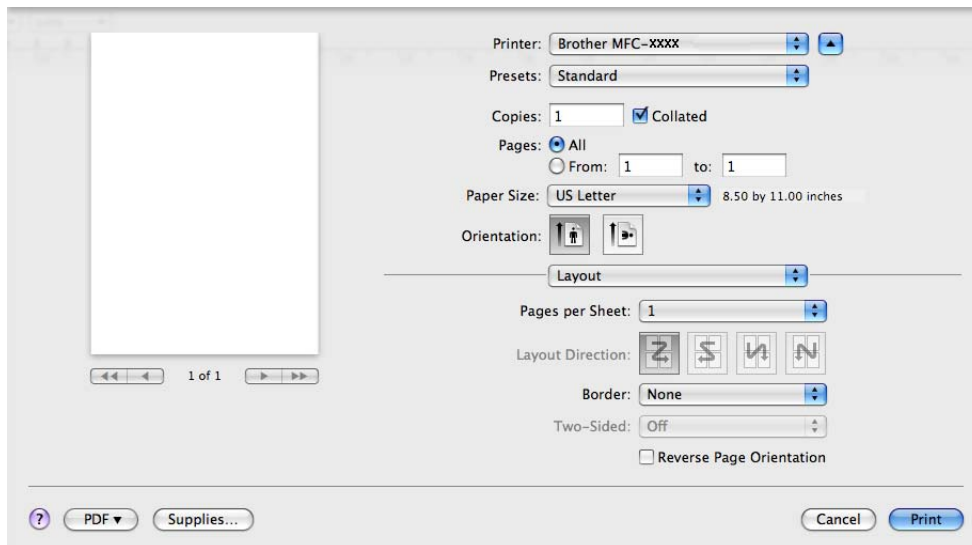 Printer: Brother MFC-xxxx
Presets: Standard
Copies: 1 Collated
Pages: All
From: 1 to: 1
Paper Size: US Letter 8.50 by 11.00 inches
Orientation:
Layout
Pages per Sheet: 1
Layout Direction:
Border: None
Two-Sided: Off
Reverse Page Orientation
1 of 1
? PDF▼ Supplies... Cancel Print